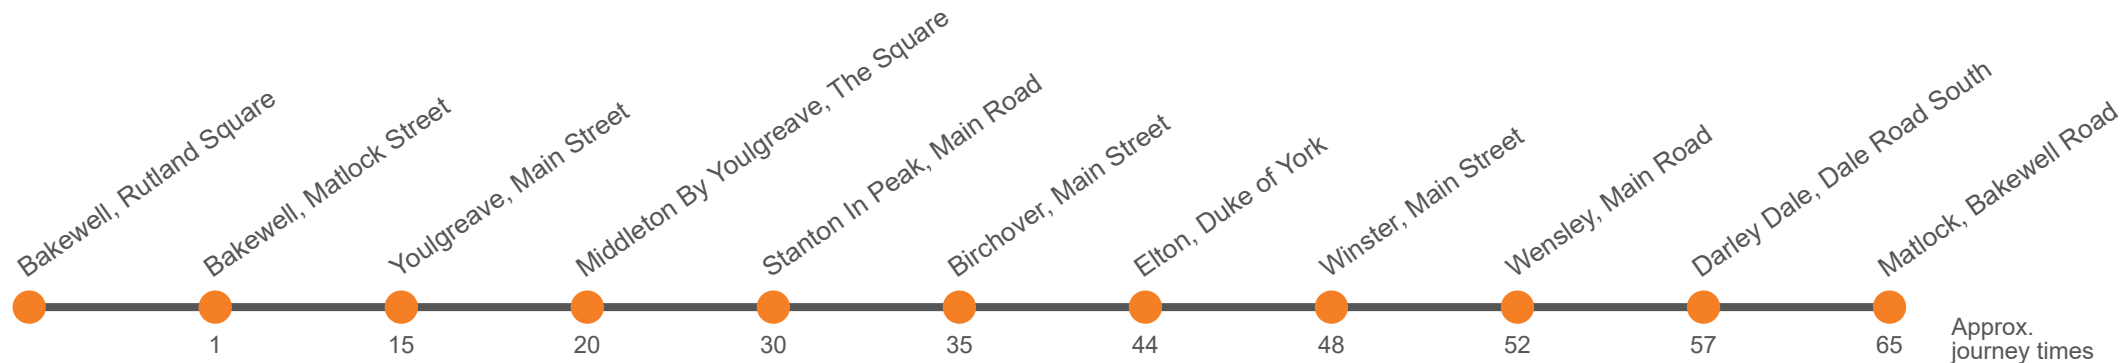 Bakewell, Rutland Square
Bakewell, Matlock Street
Youlgreave, Main Street
Middleton By Youlgreave, The Square
Stanton In Peak, Main Road
Birchover, Main Street
Elton, Duke of York
Winster, Main Street
Wensley, Main Road
Darley Dale, Dale Road South
Matlock, Bakewell Road
1 15 20 30 35 44 48 52 57 65
Approx.
journey times